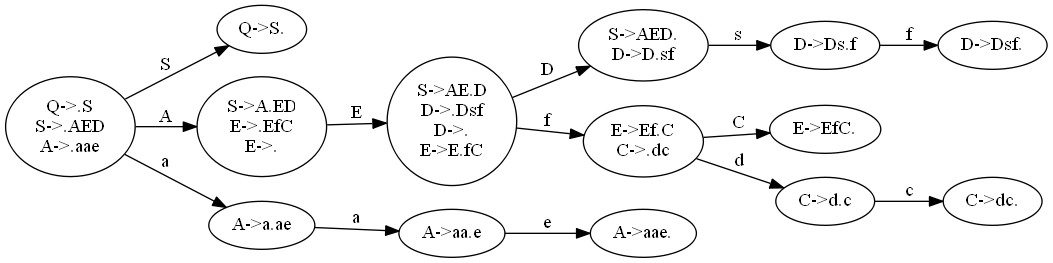 Q->.S
S->.AED
A->.aae
S
Q->S.
A
S->A.ED
E->.EfC
E->.
E
S->AE.D
D->.Dsf
D->.
E->E.fC
D
S->AED.
D->D.sf
s
D->Ds.f
f
D->Dsf.
f
E->Ef.C
C->.dc
C
E->EfC.
d
C->d.c
c
C->dc.
a
A->a.ae
a
A->aa.e
e
A->aae.